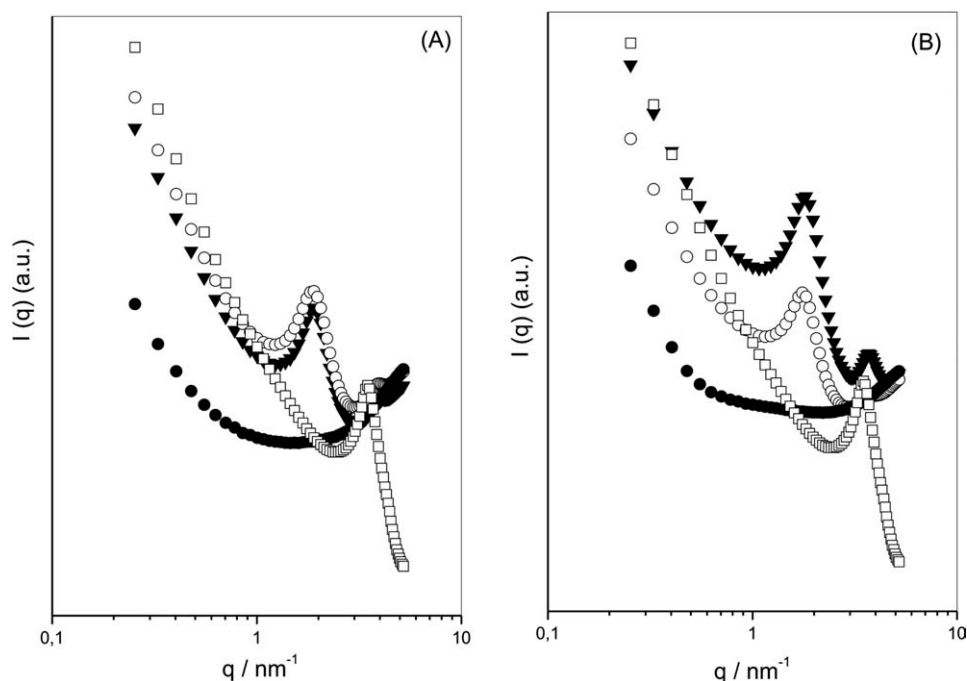 (A)
I (q) (a.u.)
0,1 1 10
q / nm⁻¹
(B)
I (q) (a.u.)
0,1 1 10
q / nm⁻¹